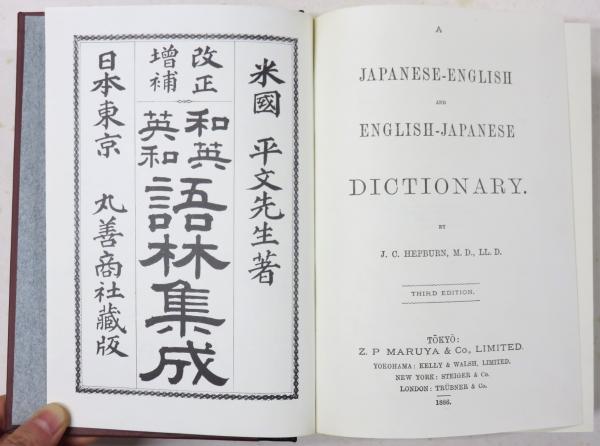 米國 平文先生著
改正
增補
和英
英和
語林集成
日本東京 丸善商社藏版
A
JAPANESE-ENGLISH
AND
ENGLISH-JAPANESE
DICTIONARY.
BY
J. C. HEPBURN, M. D., LL. D.
THIRD EDITION.
TŌKYŌ:
Z. P MARUYA & Co., LIMITED.
YOKOHAMA: KELLY & WALSH, LIMITED.
NEW YORK: STEIGER & Co.
LONDON: TRÜBNER & Co.
1886.